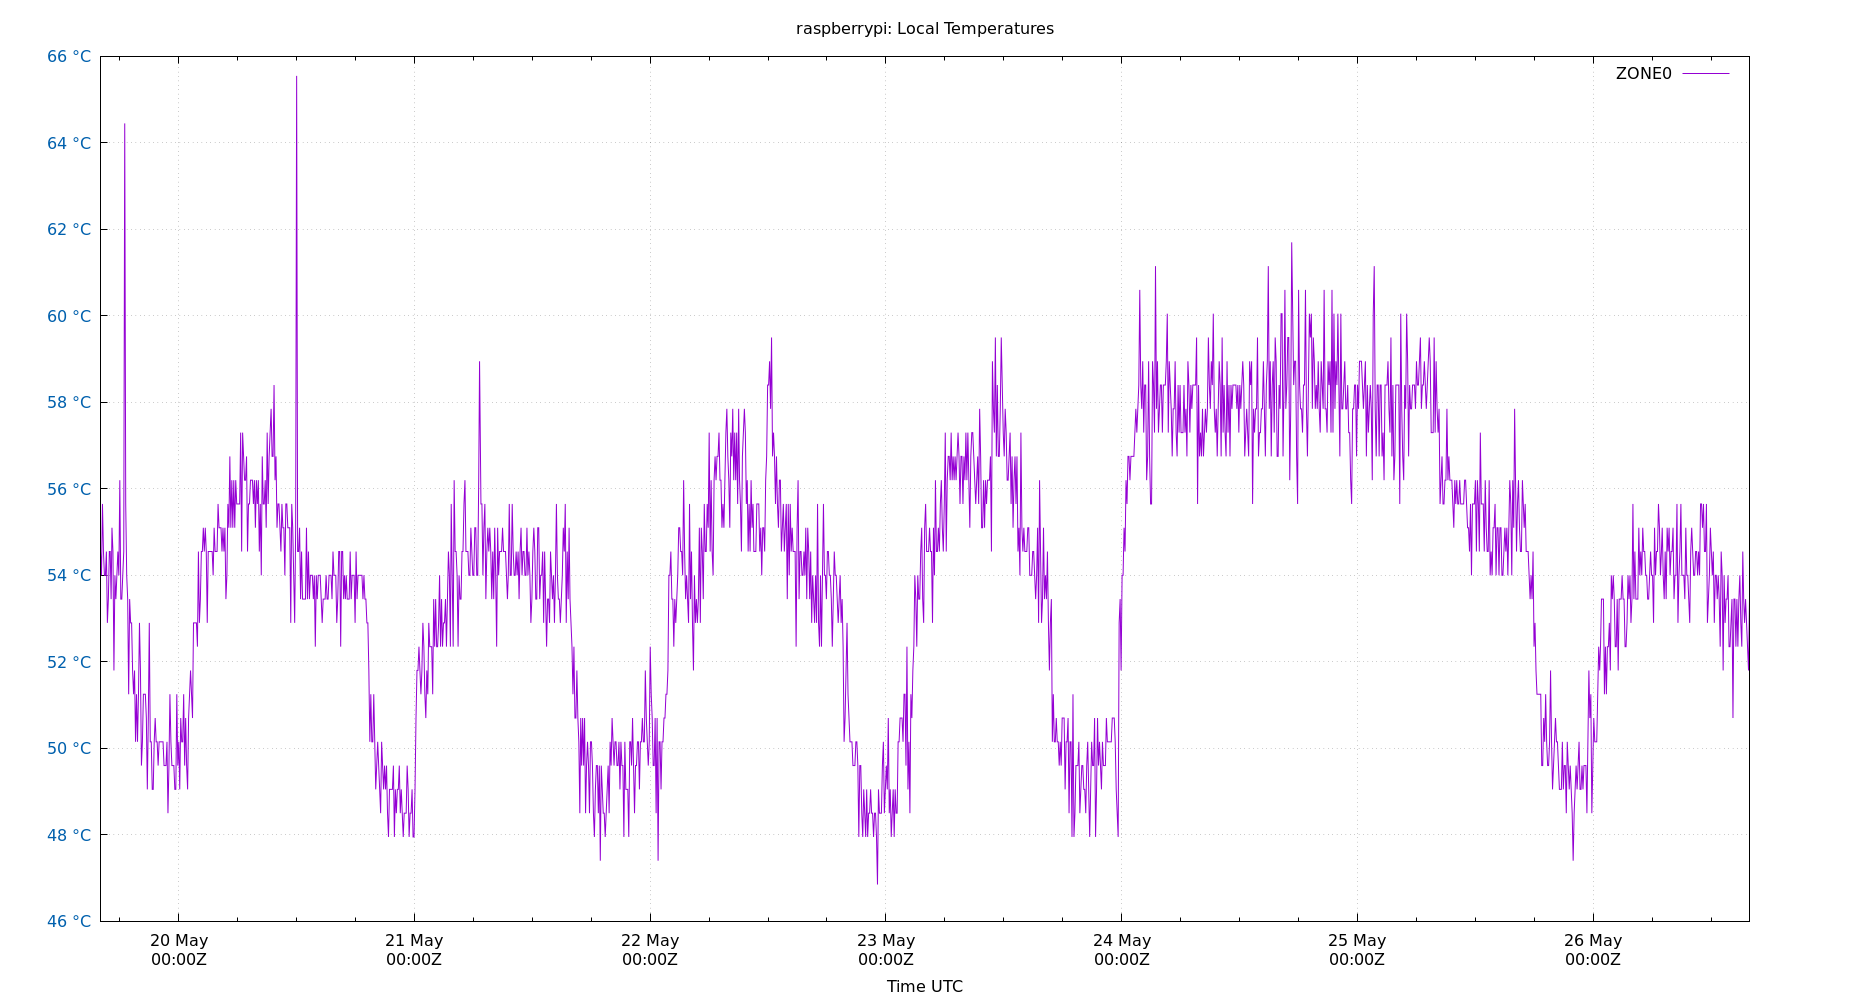 raspberrypi: Local Temperatures
66 °C
ZONE0
64 °C
62 °C
60 °C
58 °C
56 °C
54 °C
52 °C
50 °C
48 °C
46 °C
20 May 21 May 22 May 23 May 24 May 25 May 26 May
00:00Z 00:00Z 00:00Z 00:00Z 00:00Z 00:00Z 00:00Z
Time UTC